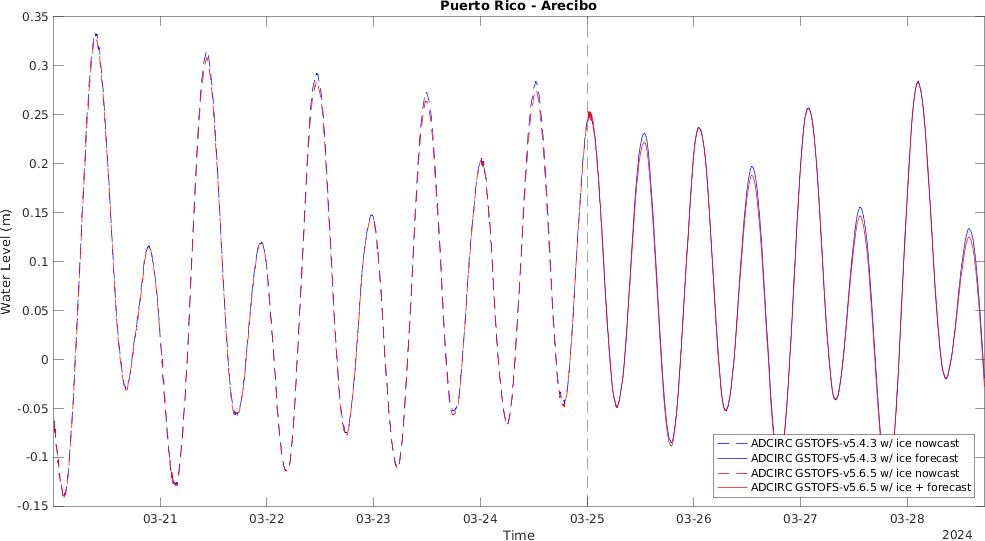 Puerto Rico - Arecibo
0.35
0.3
0.25
0.2
0.15
0.1
0.05
0
-0.05
-0.1
-0.15
Water Level (m)
ADCIRC GSTOFS-v5.4.3 w/ ice nowcast
ADCIRC GSTOFS-v5.4.3 w/ ice forecast
ADCIRC GSTOFS-v5.6.5 w/ ice nowcast
ADCIRC GSTOFS-v5.6.5 w/ ice + forecast
03-21 03-22 03-23 03-24 03-25 03-26 03-27 03-28
Time
2024